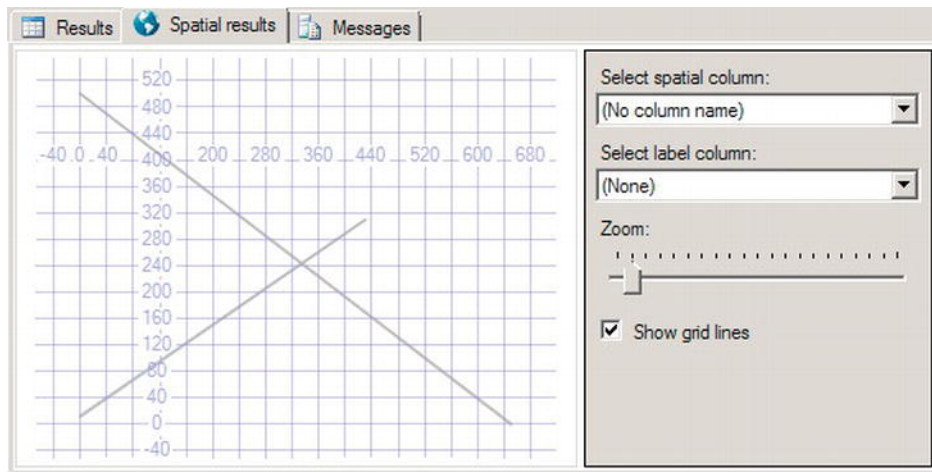 Results Spatial results Messages
520
480
440
-40 0 40 200 280 360 440 520 600 680
400
360
320
280
240
200
160
120
80
40
0
-40
Select spatial column:
(No column name)
Select label column:
(None)
Zoom:
Show grid lines